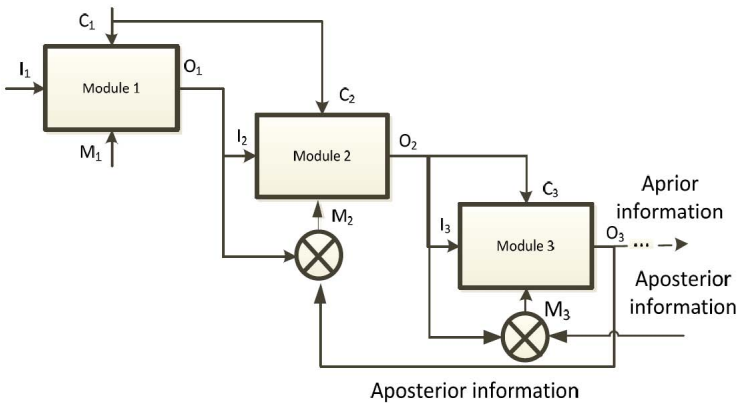 C₁
I₁
Module 1
O₁
M₁
C₂
I₂
Module 2
O₂
M₂
C₃
I₃
Module 3
O₃
...
Aprior
information
Aposterior
information
M₃
Aposterior information